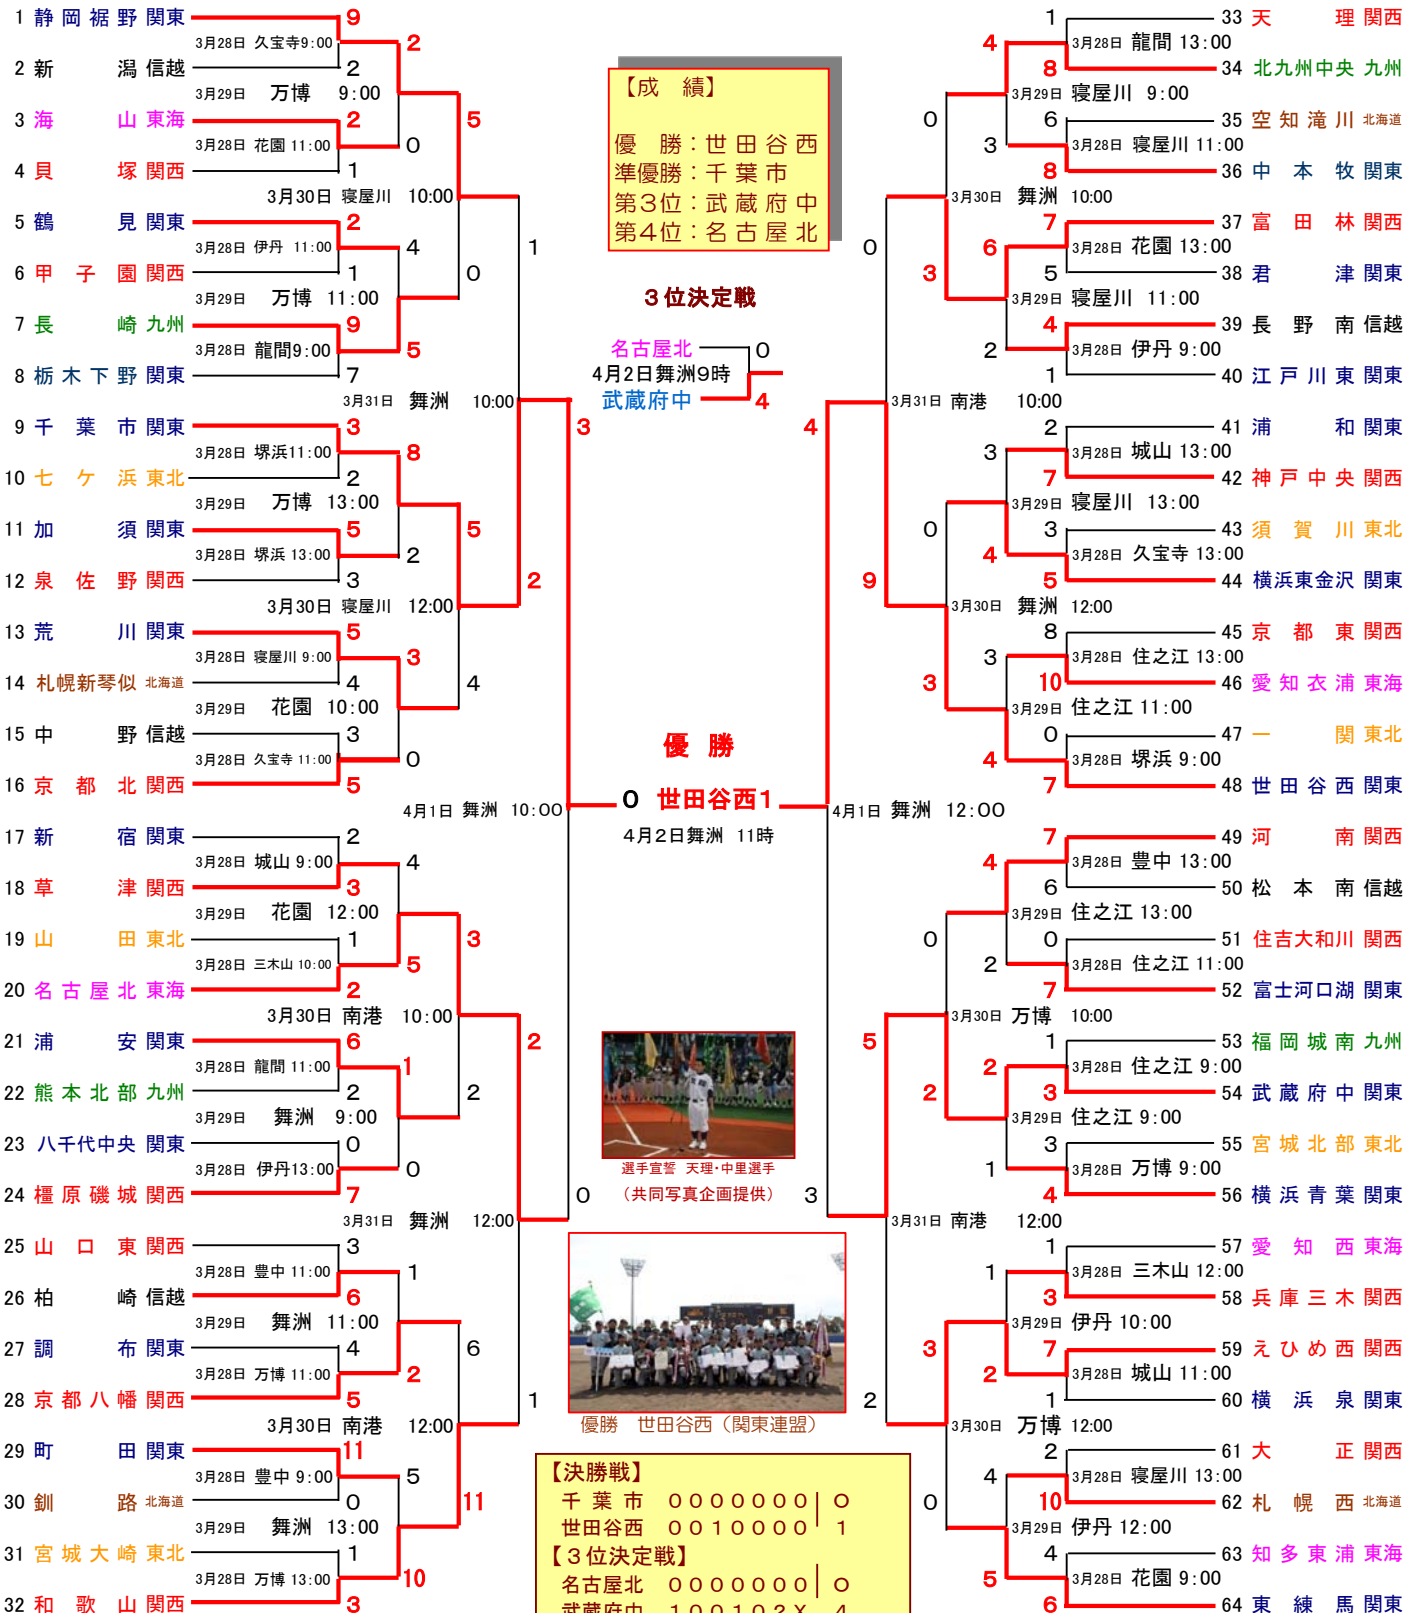 1 静岡裾野 関東 9
3月28日 久宝寺9:00 2
2 新潟 信越 2
3月29日 万博 9:00
3 海山 東海 2 5
3月28日 花園 11:00 0
4 貝塚 関西 1
3月30日 寝屋川 10:00
5 鶴見 関東 2
3月28日 伊丹 11:00 4 1
6 甲子園 関西 1 0
3月29日 万博 11:00
7 長崎 九州 9
3月28日 龍間9:00 5
8 栃木下野 関東 7
3月31日 舞洲 10:00
9 千葉市 関東 3 3
3月28日 堺浜11:00 8
10 七ケ浜 東北 2
3月29日 万博 13:00
11 加須 関東 5 5
3月28日 堺浜 13:00 2
12 泉佐野 関西 3 2
3月30日 寝屋川 12:00
13 荒川 関東 5
3月28日 寝屋川 9:00 3
14 札幌新琴似 北海道 4 4
3月29日 花園 10:00
15 中野 信越 3
3月28日 久宝寺 11:00 0
16 京都北 関西 5
4月1日 舞洲 10:00
17 新宿 関東 2
3月28日 城山 9:00 4
18 草津 関西 3
3月29日 花園 12:00
19 山田 東北 1 3
3月28日 三木山 10:00 5
20 名古屋北 東海 2
3月30日 南港 10:00
21 浦安 関東 6 2
3月28日 龍間 11:00 1
22 熊本北部 九州 2 2
3月29日 舞洲 9:00
23 八千代中央 関東 0
3月28日 伊丹13:00 0
24 橿原磯城 関西 7 0
3月31日 舞洲 12:00
25 山口東 関西 3
3月28日 豊中 11:00 1
26 柏崎 信越 6
3月29日 舞洲 11:00
27 調布 関東 4 6
3月28日 万博 11:00 2
28 京都八幡 関西 5 1
3月30日 南港 12:00
29 町田 関東 11
3月28日 豊中 9:00 5
30 釧路 北海道 0 11
3月29日 舞洲 13:00
31 宮城大崎 東北 1
3月28日 万博 13:00 10
32 和歌山 関西 3
【成 績】
優 勝：世田谷西
準優勝：千葉市
第３位：武蔵府中
第４位：名古屋北
３位決定戦
名古屋北 0
4月2日舞洲9時
武蔵府中 4
優 勝
0 世田谷西1
4月2日舞洲 11時
選手宣誓 天理・中里選手
（共同写真企画提供）
優勝 世田谷西（関東連盟）
【決勝戦】
千葉市 ００００００００｜０
世田谷西 ００１００００｜１
【３位決定戦】
名古屋北 ０００００００｜０
武蔵府中 １００１０２Ｘ ４
1 33 天理 関西
4 3月28日 龍間 13:00
8 34 北九州中央 九州
3月29日 寝屋川 9:00
0 6 35 空知滝川 北海道
3 3月28日 寝屋川 11:00
8 36 中本牧 関東
3月30日 舞洲 10:00
7 37 富田林 関西
0 6 3月28日 花園 13:00
3 5 38 君津 関東
3月29日 寝屋川 11:00
4 39 長野南 信越
2 3月28日 伊丹 9:00
1 40 江戸川東 関東
3月31日 南港 10:00
4 2 41 浦和 関東
3 3月28日 城山 13:00
7 42 神戸中央 関西
3月29日 寝屋川 13:00
0 3 43 須賀川 東北
4 3月28日 久宝寺 13:00
9 5 44 横浜東金沢 関東
3月30日 舞洲 12:00
8 45 京都東 関西
3 3月28日 住之江 13:00
3 10 46 愛知衣浦 東海
3月29日 住之江 11:00
0 47 一関 東北
4 3月28日 堺浜 9:00
7 48 世田谷西 関東
4月1日 舞洲 12:00
7 49 河南 関西
4 3月28日 豊中 13:00
6 50 松本南 信越
3月29日 住之江 13:00
0 0 51 住吉大和川 関西
2 3月28日 住之江 11:00
7 52 富士河口湖 関東
3月30日 万博 10:00
5 1 53 福岡城南 九州
2 3月28日 住之江 9:00
2 3 54 武蔵府中 関東
3月29日 住之江 9:00
3 55 宮城北部 東北
1 3月28日 万博 9:00
3 4 56 横浜青葉 関東
3月31日 南港 12:00
1 57 愛知西 東海
1 3月28日 三木山 12:00
3 58 兵庫三木 関西
3月29日 伊丹 10:00
3 7 59 えひめ西 関西
2 3月28日 城山 11:00
2 1 60 横浜泉 関東
3月30日 万博 12:00
2 61 大正 関西
4 3月28日 寝屋川 13:00
0 10 62 札幌西 北海道
3月29日 伊丹 12:00
4 63 知多東浦 東海
5 3月28日 花園 9:00
6 64 東練馬 関東